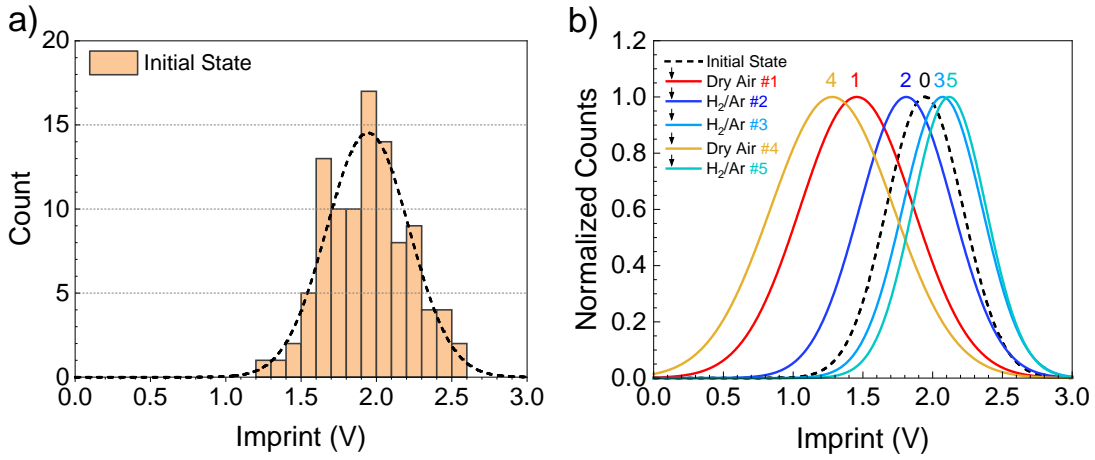 a)
20
15
10
5
0
Initial State
Count
0.0 0.5 1.0 1.5 2.0 2.5 3.0
Imprint (V)
b)
1.2
1.0
0.8
0.6
0.4
0.2
0.0
Initial State
Dry Air #1
H₂/Ar #2
H₂/Ar #3
Dry Air #4
H₂/Ar #5
4 1 2 0 3 5
Normalized Counts
0.0 0.5 1.0 1.5 2.0 2.5 3.0
Imprint (V)